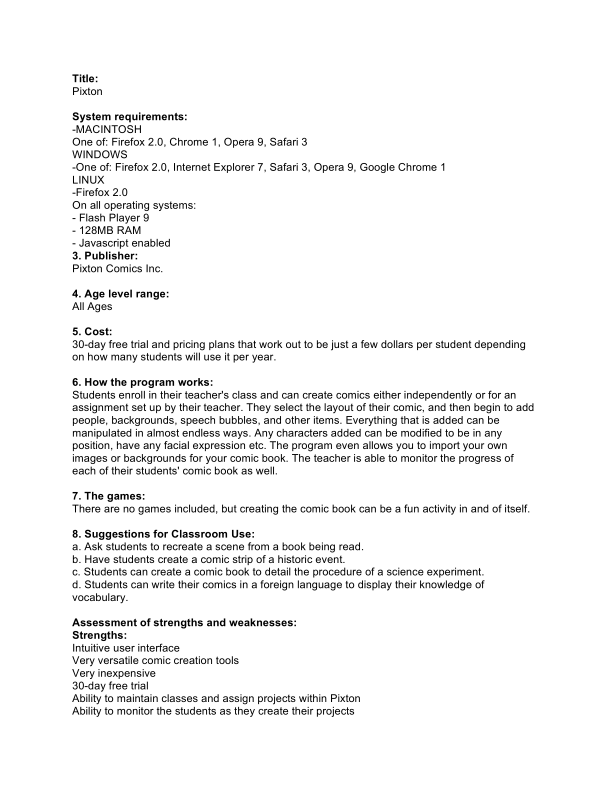 Title:
Pixton
System requirements:
-MACINTOSH
One of: Firefox 2.0, Chrome 1, Opera 9, Safari 3
WINDOWS
-One of: Firefox 2.0, Internet Explorer 7, Safari 3, Opera 9, Google Chrome 1
LINUX
-Firefox 2.0
On all operating systems:
- Flash Player 9
- 128MB RAM
- Javascript enabled
3. Publisher:
Pixton Comics Inc.
4. Age level range:
All Ages
5. Cost:
30-day free trial and pricing plans that work out to be just a few dollars per student depending
on how many students will use it per year.
6. How the program works:
Students enroll in their teacher's class and can create comics either independently or for an
assignment set up by their teacher. They select the layout of their comic, and then begin to add
people, backgrounds, speech bubbles, and other items. Everything that is added can be
manipulated in almost endless ways. Any characters added can be modified to be in any
position, have any facial expression etc. The program even allows you to import your own
images or backgrounds for your comic book. The teacher is able to monitor the progress of
each of their students' comic book as well.
7. The games:
There are no games included, but creating the comic book can be a fun activity in and of itself.
8. Suggestions for Classroom Use:
a. Ask students to recreate a scene from a book being read.
b. Have students create a comic strip of a historic event.
c. Students can create a comic book to detail the procedure of a science experiment.
d. Students can write their comics in a foreign language to display their knowledge of
vocabulary.
Assessment of strengths and weaknesses:
Strengths:
Intuitive user interface
Very versatile comic creation tools
Very inexpensive
30-day free trial
Ability to maintain classes and assign projects within Pixton
Ability to monitor the students as they create their projects